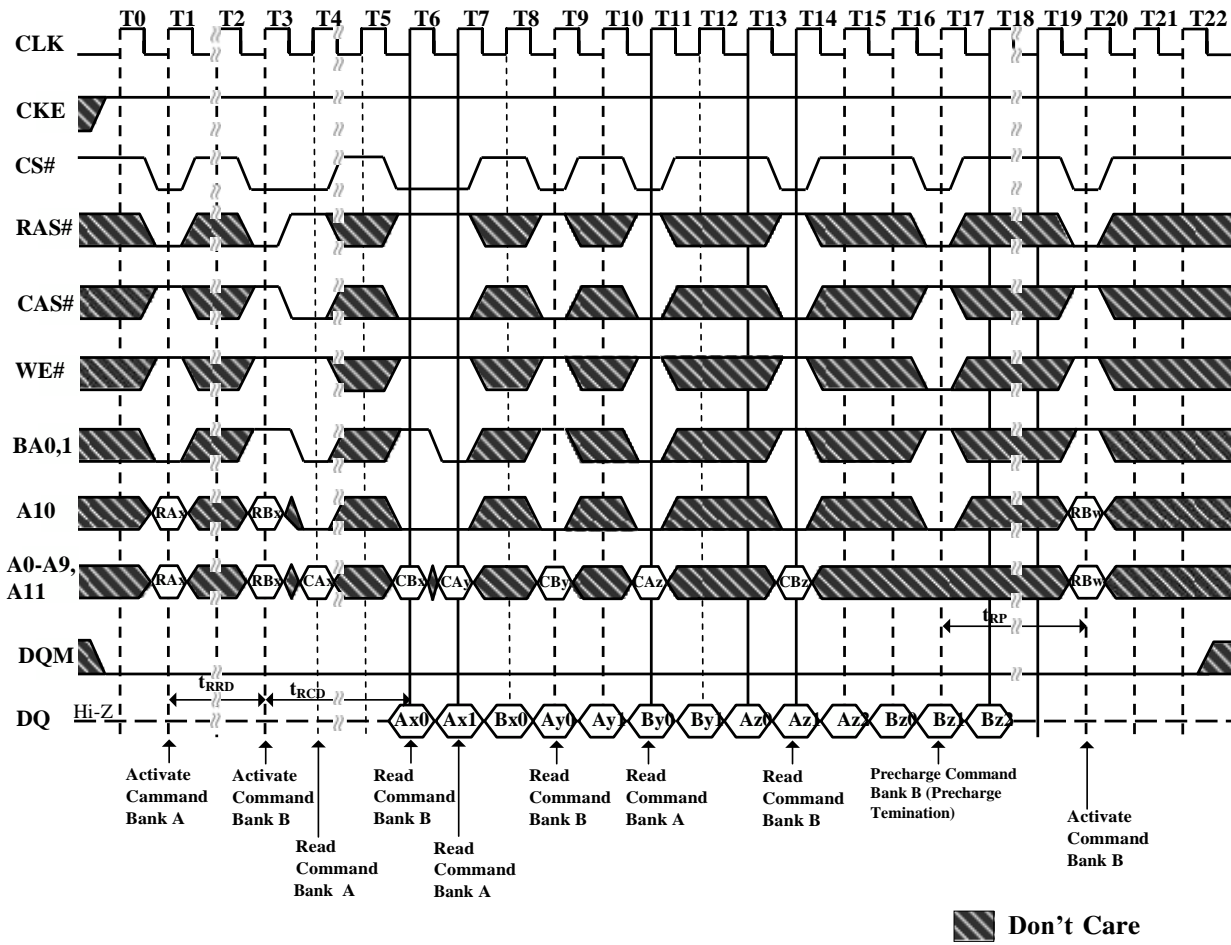 T0 T1 T2 T3 T4 T5 T6 T7 T8 T9 T10 T11 T12 T13 T14 T15 T16 T17 T18 T19 T20 T21 T22
CLK
CKE
CS#
RAS#
CAS#
WE#
BA0,1
A10 RAx RBx RBw
A0-A9, A11 RAx RBx CAx CBx CAy CBy CAz CBz RBw
tRP
DQM
tRRD tRCD
DQ Hi-Z Ax0 Ax1 Bx0 Ay0 Ay1 By0 By1 Az0 Az1 Az2 Bz0 Bz1 Bz2
Activate
Cammand
Bank A
Activate
Command
Bank B
Read
Command
Bank A
Read
Command
Bank B
Read
Command
Bank A
Read
Command
Bank B
Read
Command
Bank A
Read
Command
Bank B
Precharge Command
Bank B (Precharge
Temination)
Activate
Command
Bank B
Don't Care